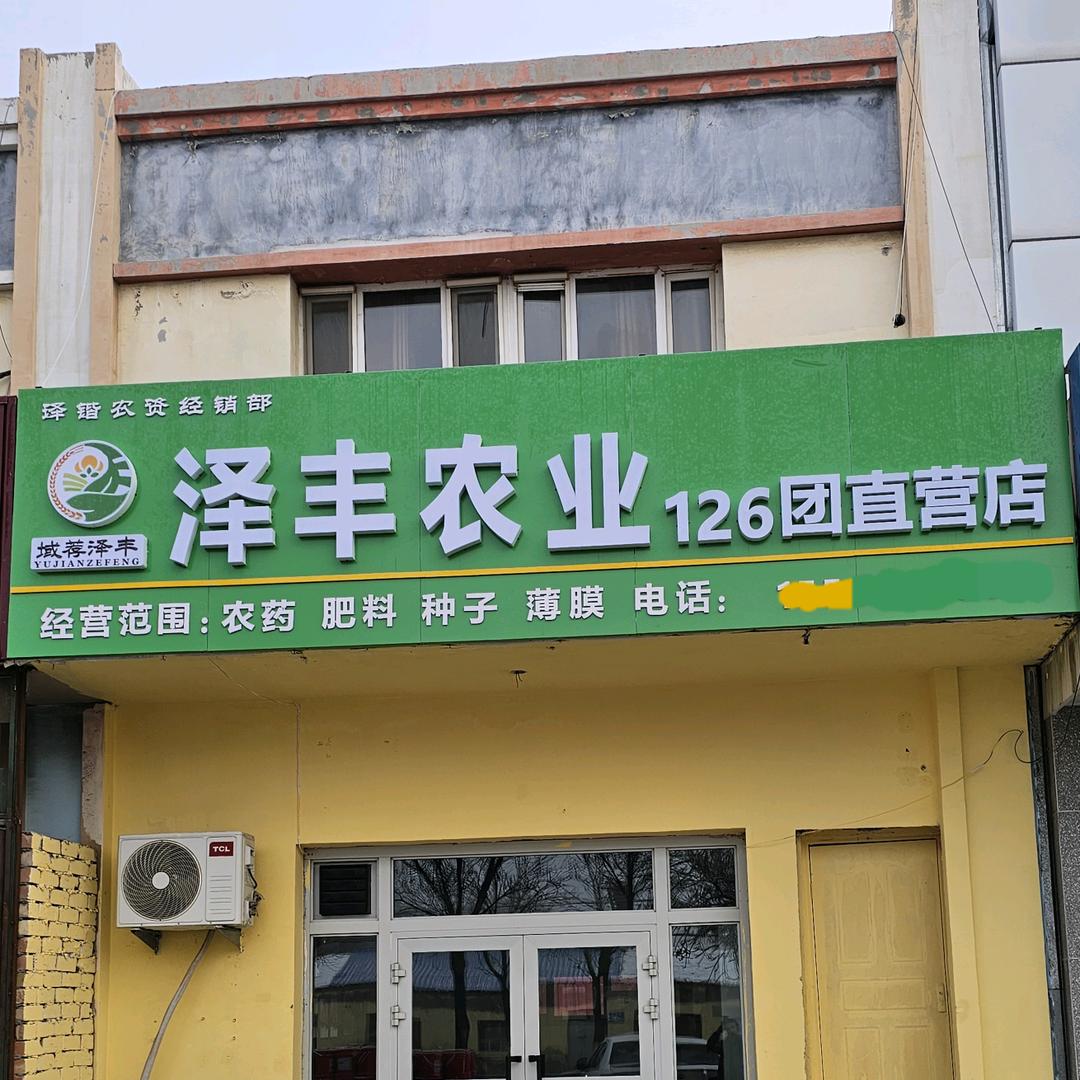 琾锴农资经销部
泽丰农业 126团直营店
域荐泽丰
YUJIANZEFENG
经营范围：农药 肥料 种子 薄膜 电话：
TCL